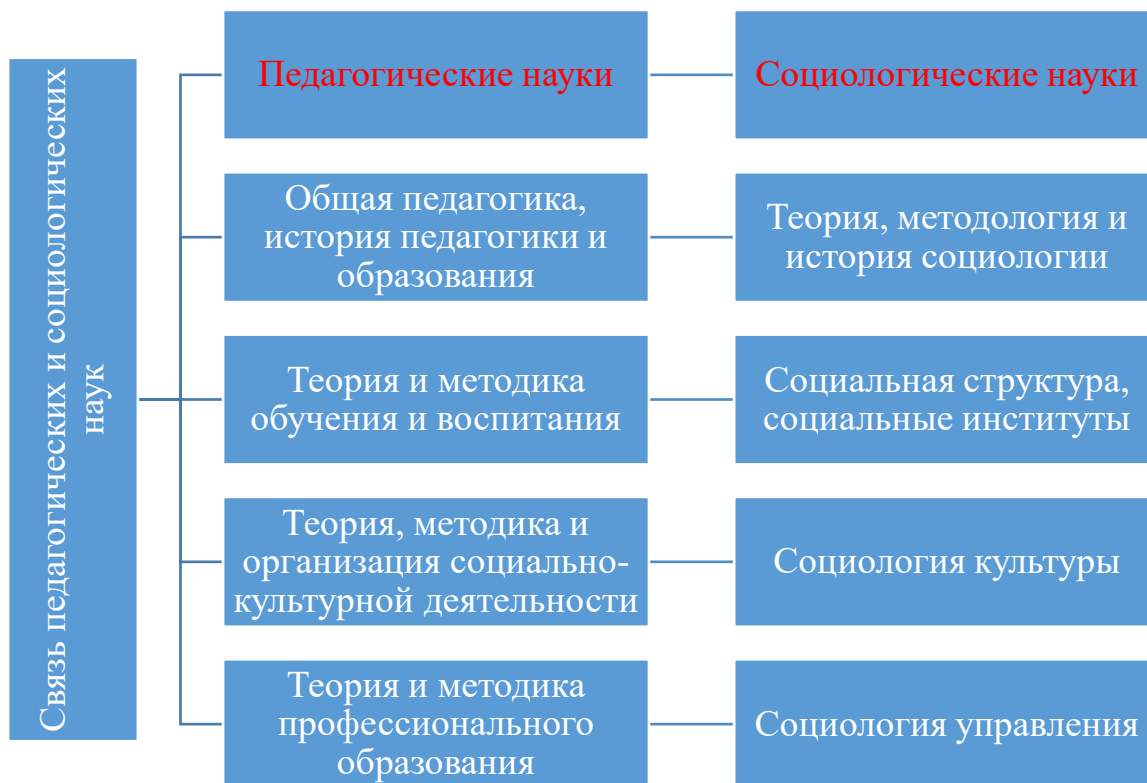 Связь педагогических и социологических
наук
Педагогические науки
Социологические науки
Общая педагогика,
история педагогики и
образования
Теория, методология и
история социологии
Теория и методика
обучения и воспитания
Социальная структура,
социальные институты
Теория, методика и
организация социально-
культурной деятельности
Социология культуры
Теория и методика
профессионального
образования
Социология управления